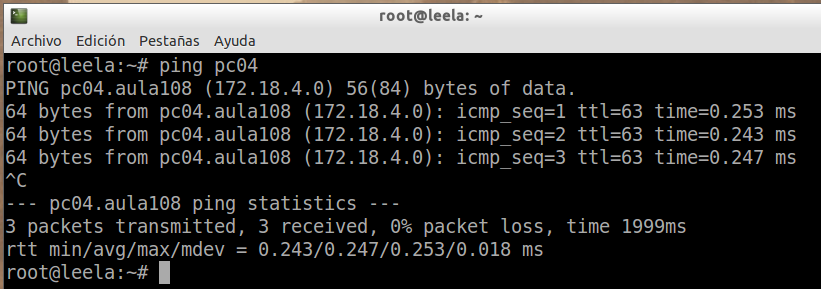 root@leela: ~
Archivo Edición Pestañas Ayuda
root@leela:~# ping pc04
PING pc04.aula108 (172.18.4.0) 56(84) bytes of data.
64 bytes from pc04.aula108 (172.18.4.0): icmp_seq=1 ttl=63 time=0.253 ms
64 bytes from pc04.aula108 (172.18.4.0): icmp_seq=2 ttl=63 time=0.243 ms
64 bytes from pc04.aula108 (172.18.4.0): icmp_seq=3 ttl=63 time=0.247 ms
^C
--- pc04.aula108 ping statistics ---
3 packets transmitted, 3 received, 0% packet loss, time 1999ms
rtt min/avg/max/mdev = 0.243/0.247/0.253/0.018 ms
root@leela:~#